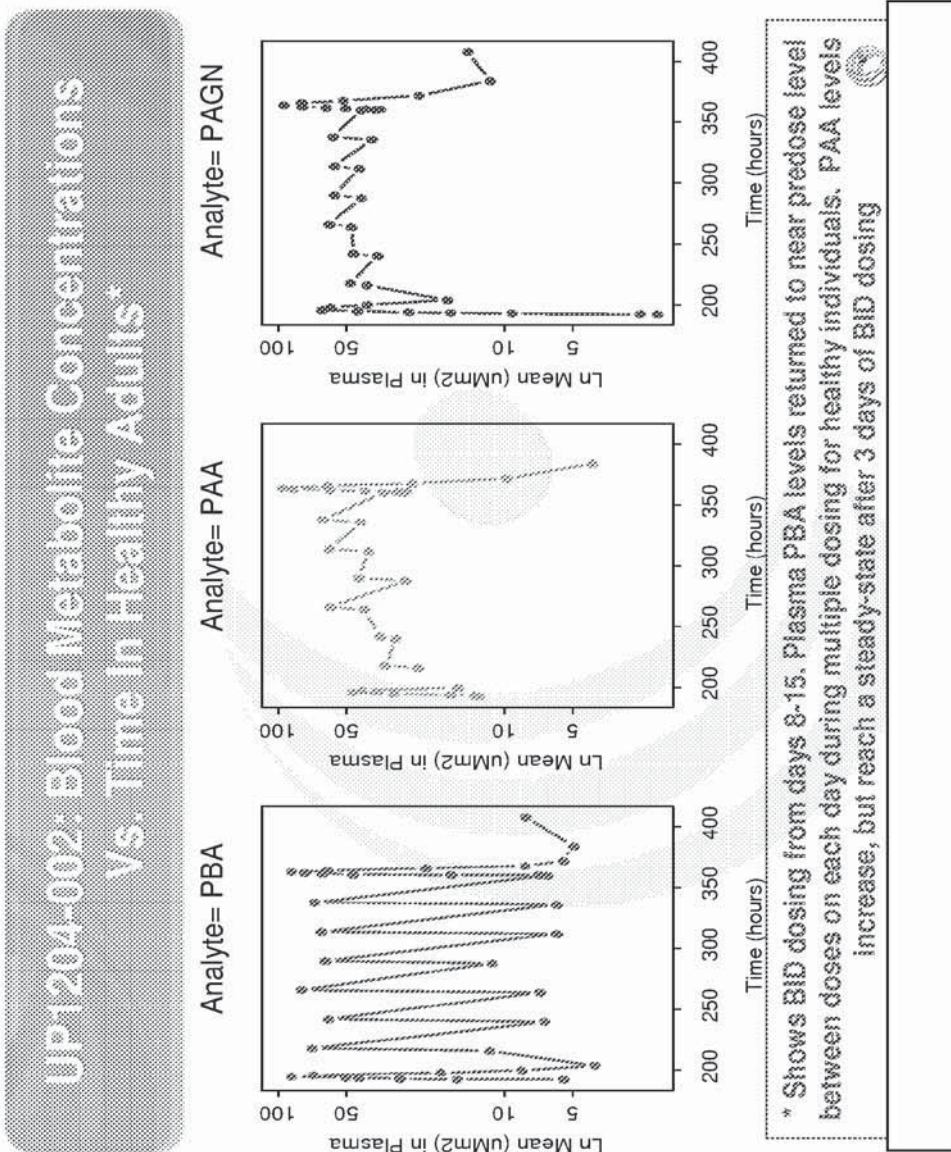 UP1204-002: Blood Metabolite Concentrations
Vs. Time in Healthy Adults*
Analyte= PBA
Ln Mean (uMm2) in Plasma
100
50
10
5
200
250
300
350
400
Time (hours)
Analyte= PAA
Ln Mean (uMm2) in Plasma
100
50
10
5
200
250
300
350
400
Time (hours)
Analyte= PAGN
Ln Mean (uMm2) in Plasma
100
50
10
5
200
250
300
350
400
Time (hours)
* Shows BID dosing from days 8-15. Plasma PBA levels returned to near predose level
between doses on each day during multiple dosing for healthy individuals. PAA levels
increase, but reach a steady-state after 3 days of BID dosing